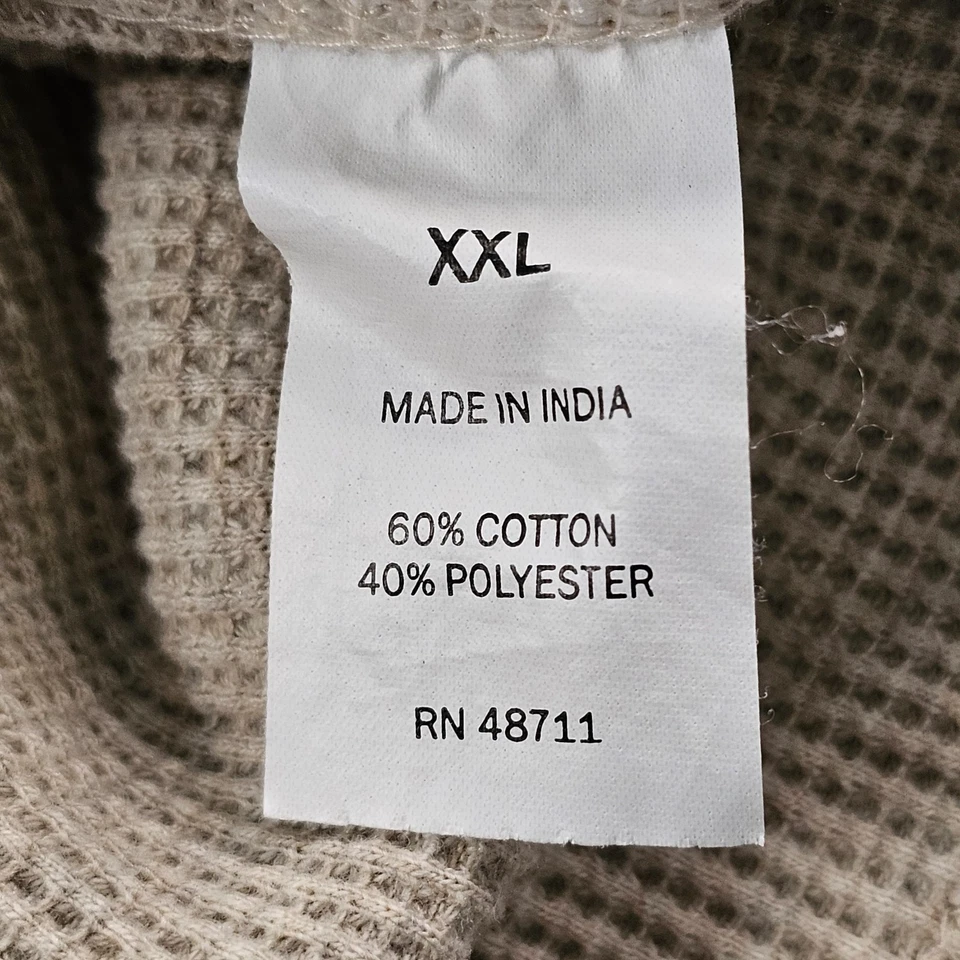 XXL
MADE IN INDIA
60% COTTON
40% POLYESTER
RN 48711